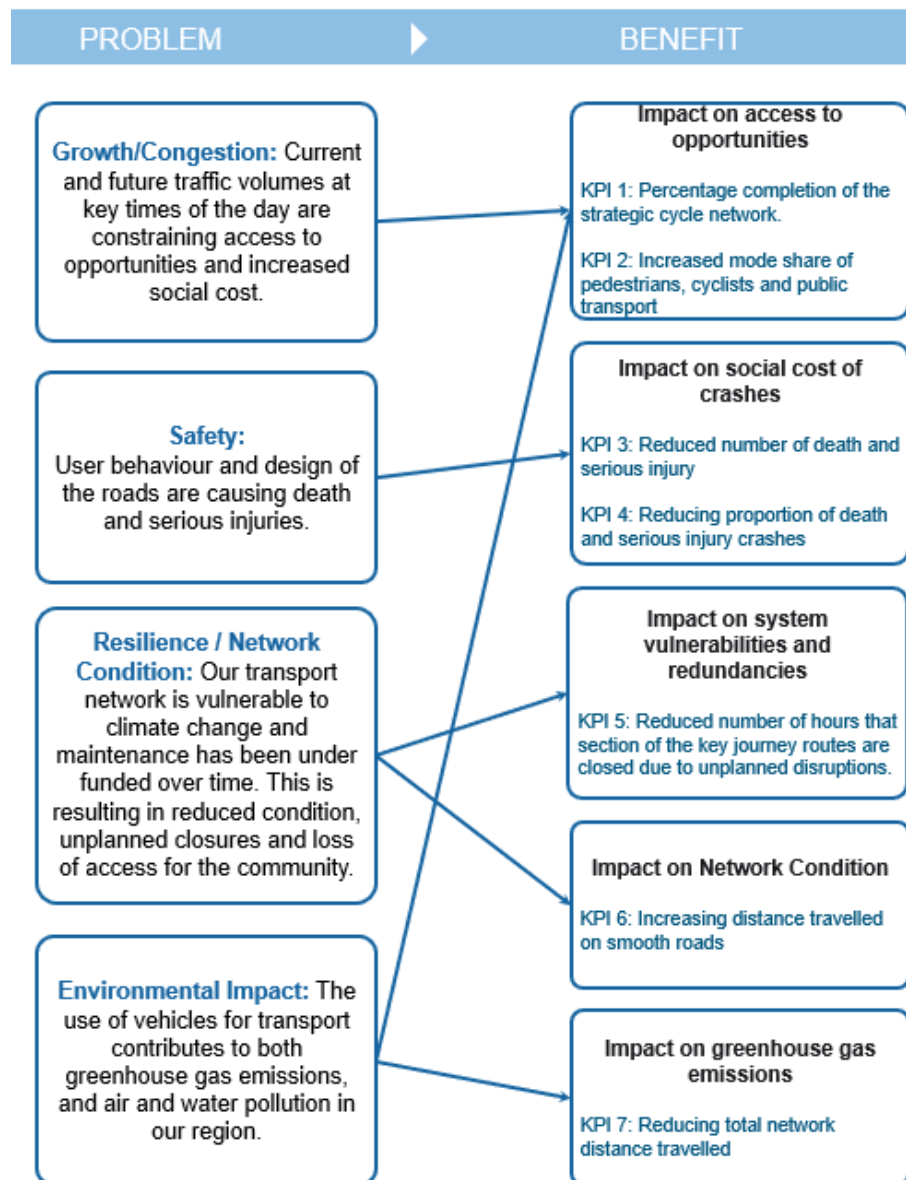 PROBLEM
BENEFIT
Growth/Congestion: Current
and future traffic volumes at
key times of the day are
constraining access to
opportunities and increased
social cost.
Safety:
User behaviour and design of
the roads are causing death
and serious injuries.
Resilience / Network
Condition: Our transport
network is vulnerable to
climate change and
maintenance has been under
funded over time. This is
resulting in reduced condition,
unplanned closures and loss
of access for the community.
Environmental Impact: The
use of vehicles for transport
contributes to both
greenhouse gas emissions,
and air and water pollution in
our region.
Impact on access to
opportunities
KPI 1: Percentage completion of the
strategic cycle network.
KPI 2: Increased mode share of
pedestrians, cyclists and public
transport
Impact on social cost of
crashes
KPI 3: Reduced number of death and
serious injury
KPI 4: Reducing proportion of death
and serious injury crashes
Impact on system
vulnerabilities and
redundancies
KPI 5: Reduced number of hours that
section of the key journey routes are
closed due to unplanned disruptions.
Impact on Network Condition
KPI 6: Increasing distance travelled
on smooth roads
Impact on greenhouse gas
emissions
KPI 7: Reducing total network
distance travelled